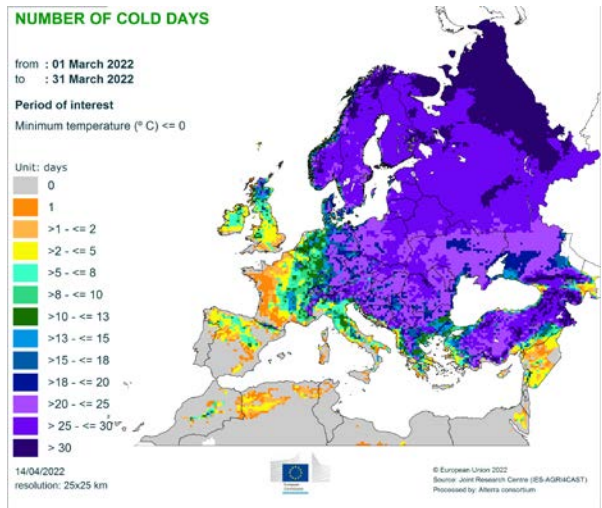 NUMBER OF COLD DAYS
from : 01 March 2022
to : 31 March 2022
Period of interest
Minimum temperature (º C) <= 0
Unit: days
0
1
>1 - <= 2
>2 - <= 5
>5 - <= 8
>8 - <= 10
>10 - <= 13
>13 - <= 15
>15 - <= 18
>18 - <= 20
>20 - <= 25
> 25 - <= 30
> 30
14/04/2022
resolution: 25x25 km
European
Commission
© European Union 2022
Source: Joint Research Centre (IES-AGRI4CAST)
Processed by: Alterra consortium